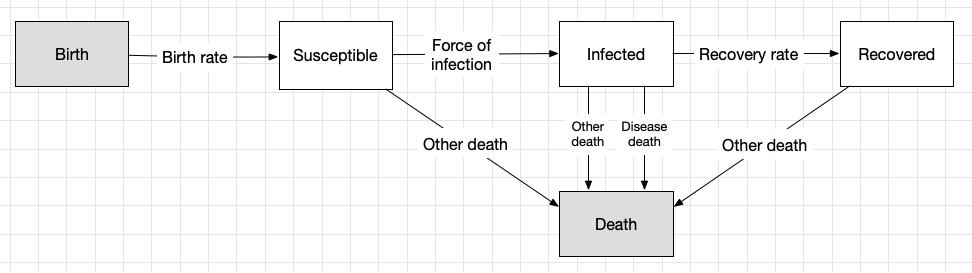 Birth
Birth rate
Susceptible
Force of
infection
Infected
Recovery rate
Recovered
Other death
Other
death
Disease
death
Other death
Death